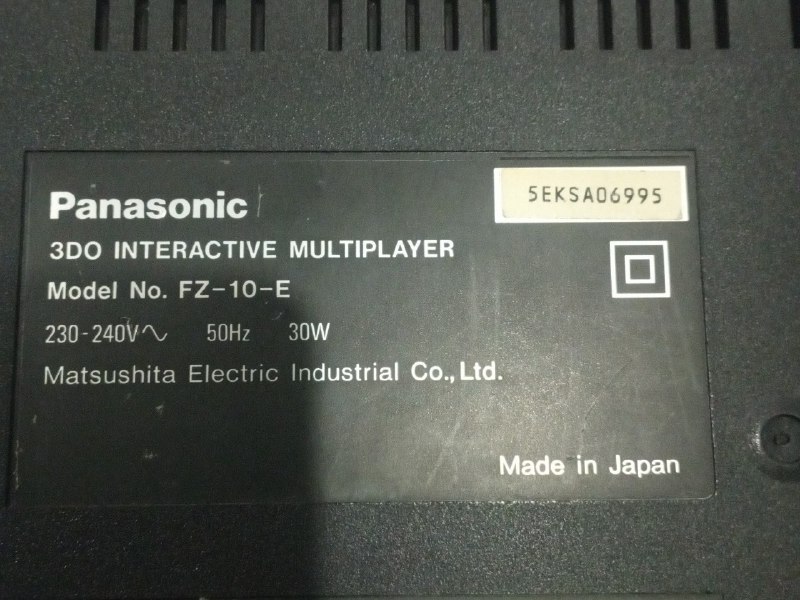 Panasonic
5EKSA06995
3DO INTERACTIVE MULTIPLAYER
Model No. FZ-10-E
230-240V∿ 50Hz 30W
Matsushita Electric Industrial Co., Ltd.
Made in Japan